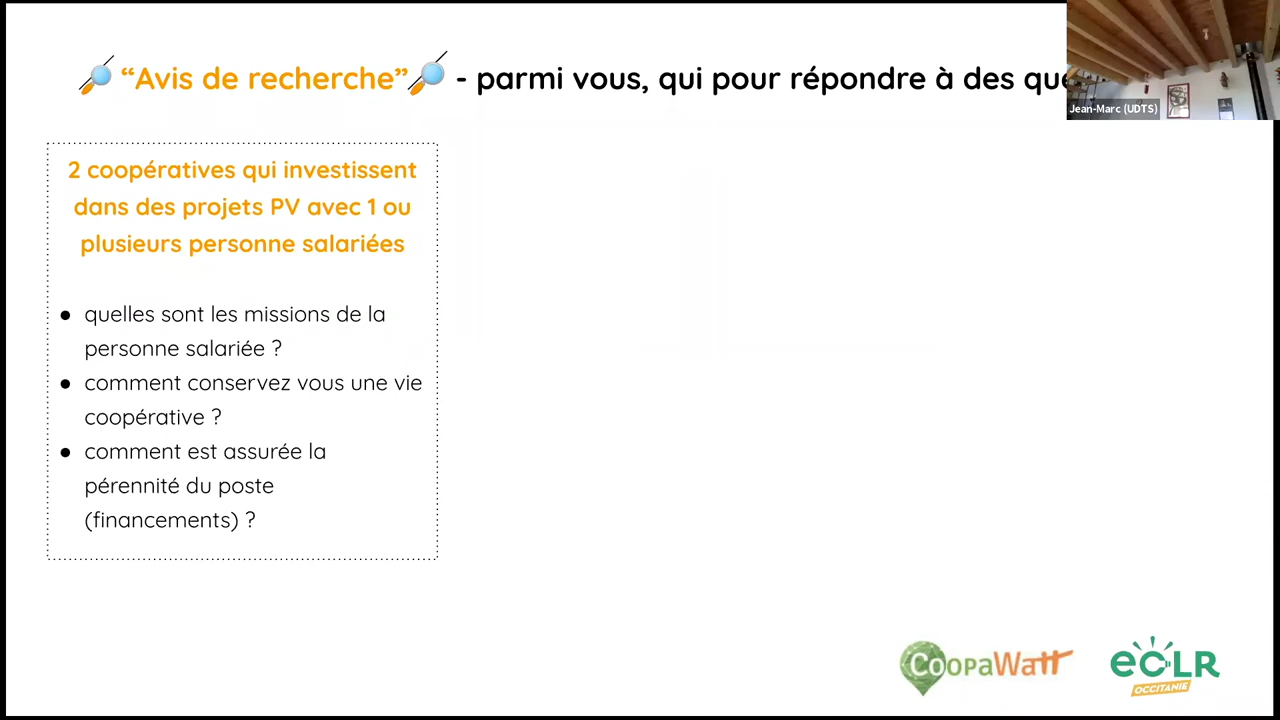 “Avis de recherche” - parmi vous, qui pour répondre à des
Jean-Marc (UDTS)
2 coopératives qui investissent
dans des projets PV avec 1 ou
plusieurs personne salariées
● quelles sont les missions de la
personne salariée ?
● comment conservez vous une vie
coopérative ?
● comment est assurée la
pérennité du poste
(financements) ?
CoopaWatt
eCLR
OCCITANIE